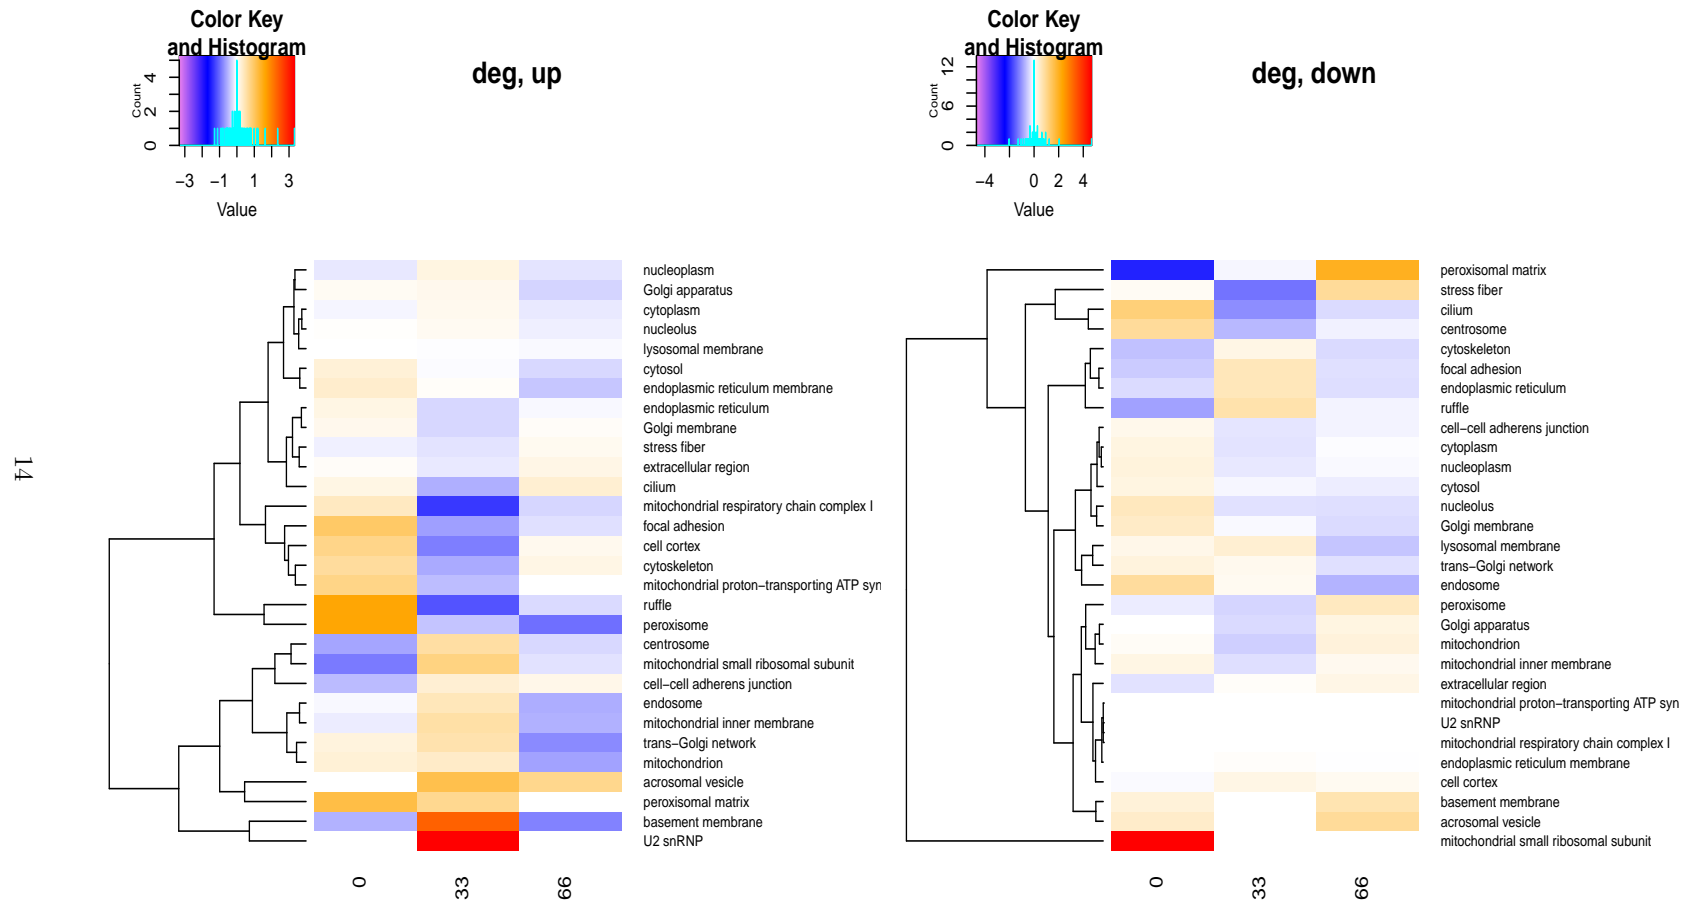 Color Key
and Histogram
Count
0 2 4
−3 −1 1 3
Value
deg, up
nucleoplasm
Golgi apparatus
cytoplasm
nucleolus
lysosomal membrane
cytosol
endoplasmic reticulum membrane
endoplasmic reticulum
Golgi membrane
stress fiber
extracellular region
cilium
mitochondrial respiratory chain complex I
focal adhesion
cell cortex
cytoskeleton
mitochondrial proton−transporting ATP syn
ruffle
peroxisome
centrosome
mitochondrial small ribosomal subunit
cell−cell adherens junction
endosome
mitochondrial inner membrane
trans−Golgi network
mitochondrion
acrosomal vesicle
peroxisomal matrix
basement membrane
U2 snRNP
0 33 66
Color Key
and Histogram
Count
0 6 12
−4 0 2 4
Value
deg, down
peroxisomal matrix
stress fiber
cilium
centrosome
cytoskeleton
focal adhesion
endoplasmic reticulum
ruffle
cell−cell adherens junction
cytoplasm
nucleoplasm
cytosol
nucleolus
Golgi membrane
lysosomal membrane
trans−Golgi network
endosome
peroxisome
Golgi apparatus
mitochondrion
mitochondrial inner membrane
extracellular region
mitochondrial proton−transporting ATP syn
U2 snRNP
mitochondrial respiratory chain complex I
endoplasmic reticulum membrane
cell cortex
basement membrane
acrosomal vesicle
mitochondrial small ribosomal subunit
0 33 66
14